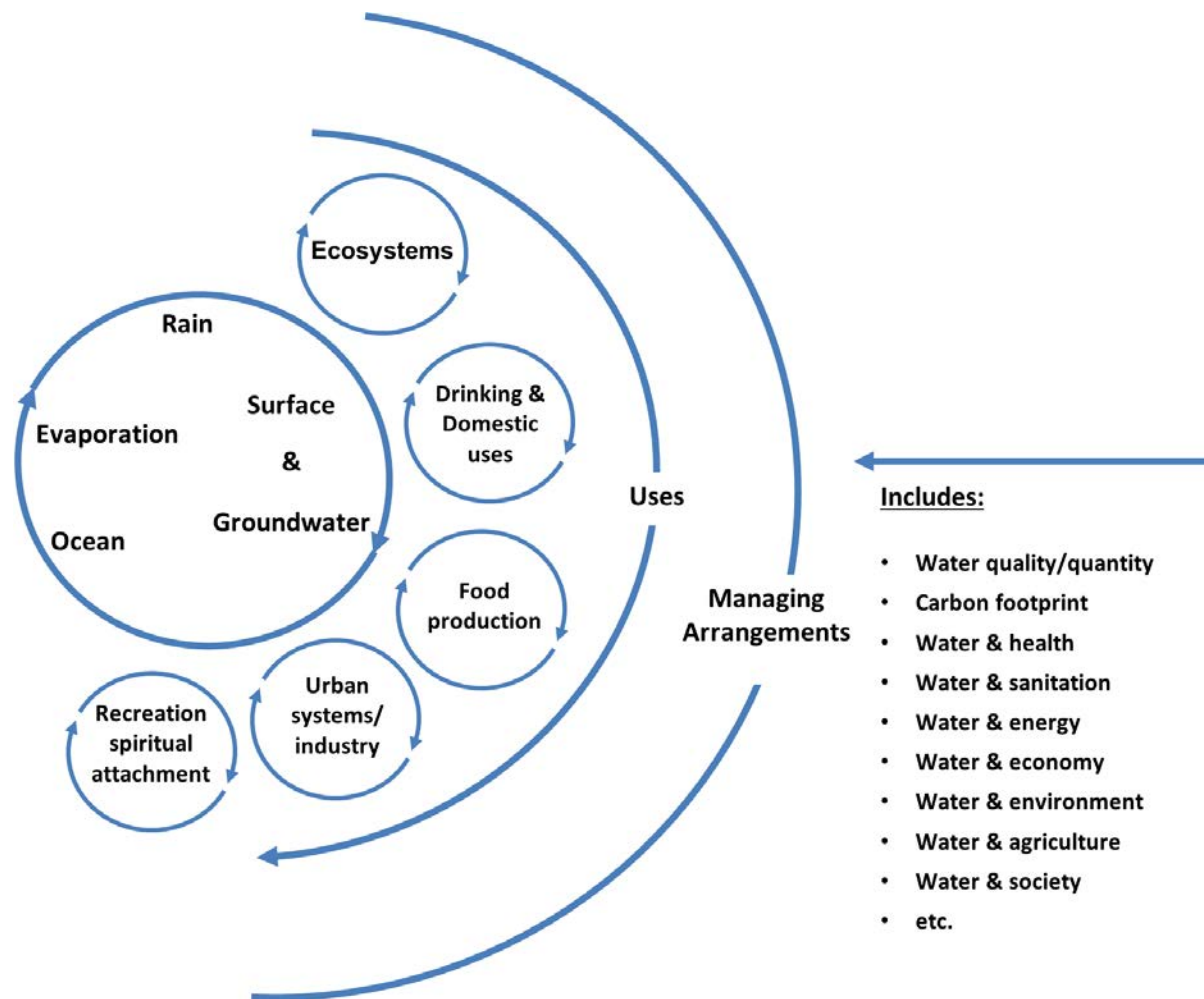 Ecosystems
Rain
Evaporation
Surface
&
Groundwater
Ocean
Drinking &
Domestic
uses
Food
production
Urban
systems/
industry
Recreation
spiritual
attachment
Uses
Managing
Arrangements
Includes:
• Water quality/quantity
• Carbon footprint
• Water & health
• Water & sanitation
• Water & energy
• Water & economy
• Water & environment
• Water & agriculture
• Water & society
• etc.